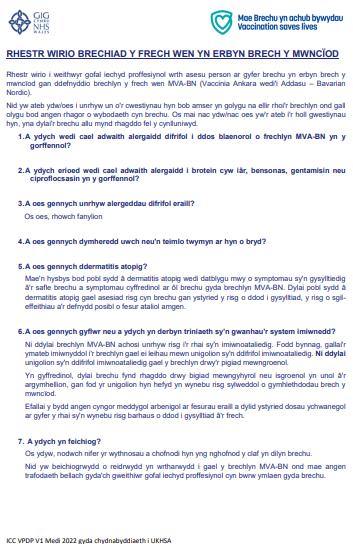 GIG
CYMRU
NHS
WALES
Mae Brechu yn achub bywydau
Vaccination saves lives
RHESTR WIRIO BRECHIAD Y FRECH WEN YN ERBYN BRECH Y MWNCÏOD
Rhestr wirio i weithwyr gofal iechyd proffesiynol wrth asesu person ar gyfer brechu yn erbyn brech y
mwncïod gan ddefnyddio brechlyn y frech wen MVA-BN (Vaccinia Ankara wedi'i Addasu – Bavarian
Nordic).
Nid yw ateb ydw/oes i unrhyw un o'r cwestiynau hyn bob amser yn golygu na ellir rhoi'r brechlyn ond gall
olygu bod angen rhagor o wybodaeth cyn brechu. Os mai nac ydw/nac oes yw'r ateb i'r holl gwestiynau
hyn, yna dylai'r brechu allu mynd rhagddo fel y cynlluniwyd.
1. A ydych wedi cael adwaith alergaidd difrifol i ddos blaenorol o frechlyn MVA-BN yn y
gorffennol?
2. A ydych erioed wedi cael adwaith alergaidd i brotein cyw iâr, bensonas, gentamisin neu
ciproflocsasin yn y gorffennol?
3. A oes gennych unrhyw alergeddau difrifol eraill?
Os oes, rhowch fanylion
4. A oes gennych dymheredd uwch neu'n teimlo twymyn ar hyn o bryd?
5. A oes gennych ddermatitis atopig?
Mae'n hysbys bod pobl sydd â dermatitis atopig wedi datblygu mwy o symptomau sy'n gysylltiedig
â'r safle brechu a symptomau cyffredinol ar ôl brechu gyda brechlyn MVA-BN. Dylai pobl sydd â
dermatitis atopig gael asesiad risg cyn brechu gan ystyried y risg o ddod i gysylltiad, y risg o sgil-
effeithiau a'r defnydd posibl o fesur ataliol amgen.
6. A oes gennych gyflwr neu a ydych yn derbyn triniaeth sy'n gwanhau'r system imiwnedd?
Ni ddylai brechlyn MVA-BN achosi unrhyw risg i'r rhai sy'n imiwnoataliedig. Fodd bynnag, gallai'r
ymateb imiwnyddol i'r brechlyn gael ei leihau mewn unigolion sy'n ddifrifol imiwnoataliedig. Ni ddylai
unigolion sy'n ddifrifol imiwnoataliedig gael y brechlyn drwy'r pigiad mewngroenol.
Yn gyffredinol, dylai brechu fynd rhagddo drwy bigiad mewngyhyrol neu isgroenol yn unol â'r
argymhellion, gan fod yr unigolion hyn hefyd yn wynebu risg sylweddol o gymhlethdodau brech y
mwncïod.
Efallai y bydd angen cyngor meddygol arbenigol ar fesurau eraill a dylid ystyried dosau ychwanegol
ar gyfer y rhai sy'n wynebu risg barhaus o ddod i gysylltiad â'r frech.
7. A ydych yn feichiog?
Os ydyw, nodwch nifer yr wythnosau a chofnodi hyn yng nghofnod y claf yn dilyn brechu.
Nid yw beichiogrwydd o reidrwydd yn wrtharwydd i gael y brechlyn MVA-BN ond mae angen
trafodaeth bellach gyda'ch gweithiwr gofal iechyd proffesiynol cyn bwrw ymlaen gyda brechu.
ICC VPDP V1 Medi 2022 gyda chydnabyddiaeth i UKHSA